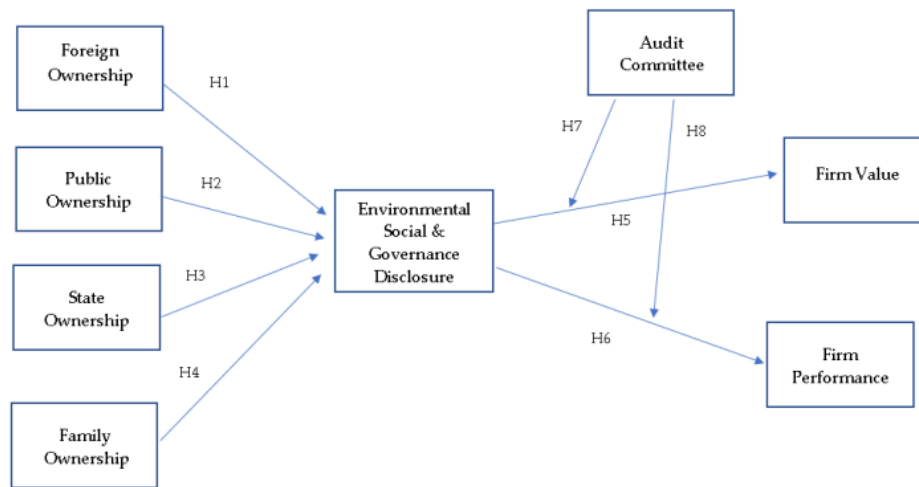 Foreign
Ownership
H1
Public
Ownership
H2
State
Ownership
H3
Family
Ownership
H4
Environmental
Social &
Governance
Disclosure
Audit
Committee
H7
H8
H5
H6
Firm Value
Firm
Performance